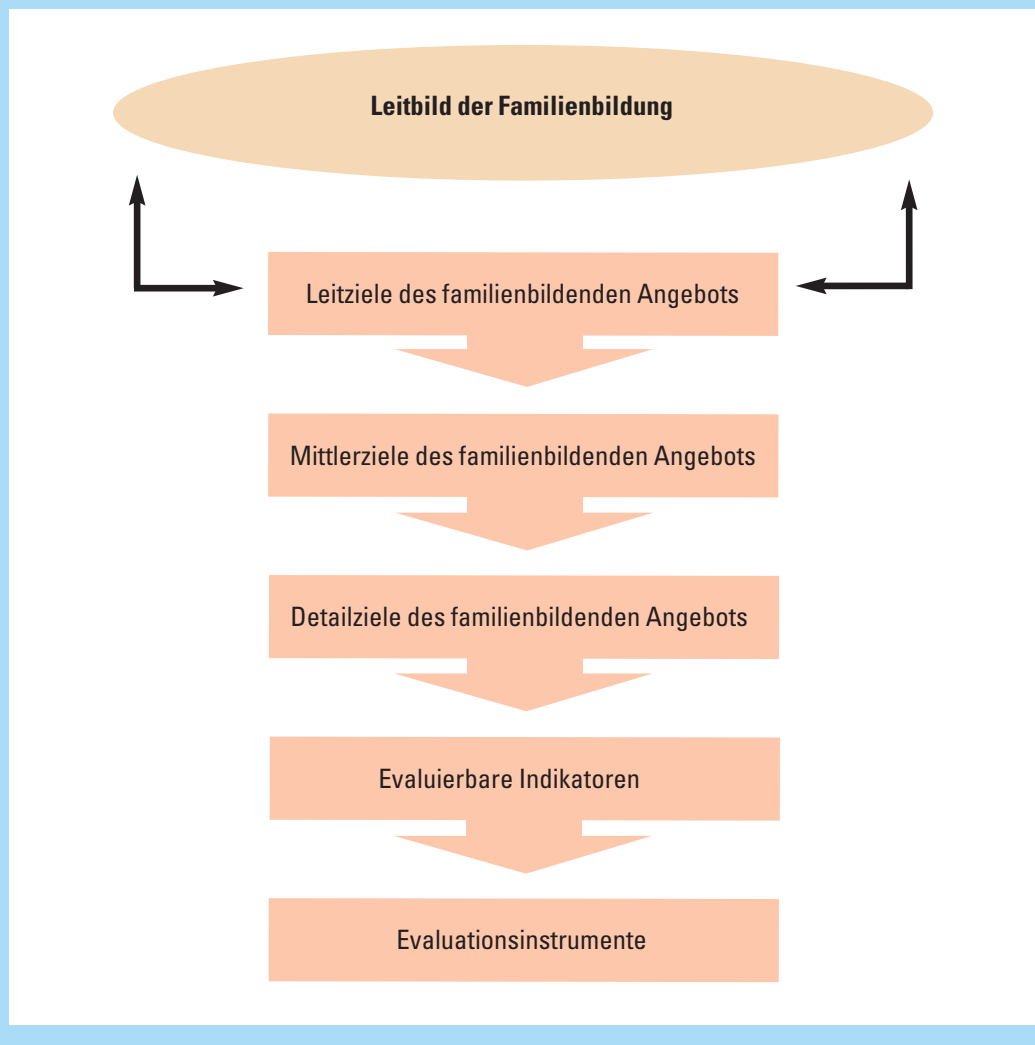 Leitbild der Familienbildung
Leitziele des familienbildenden Angebots
Mittlerziele des familienbildenden Angebots
Detailziele des familienbildenden Angebots
Evaluierbare Indikatoren
Evaluationsinstrumente